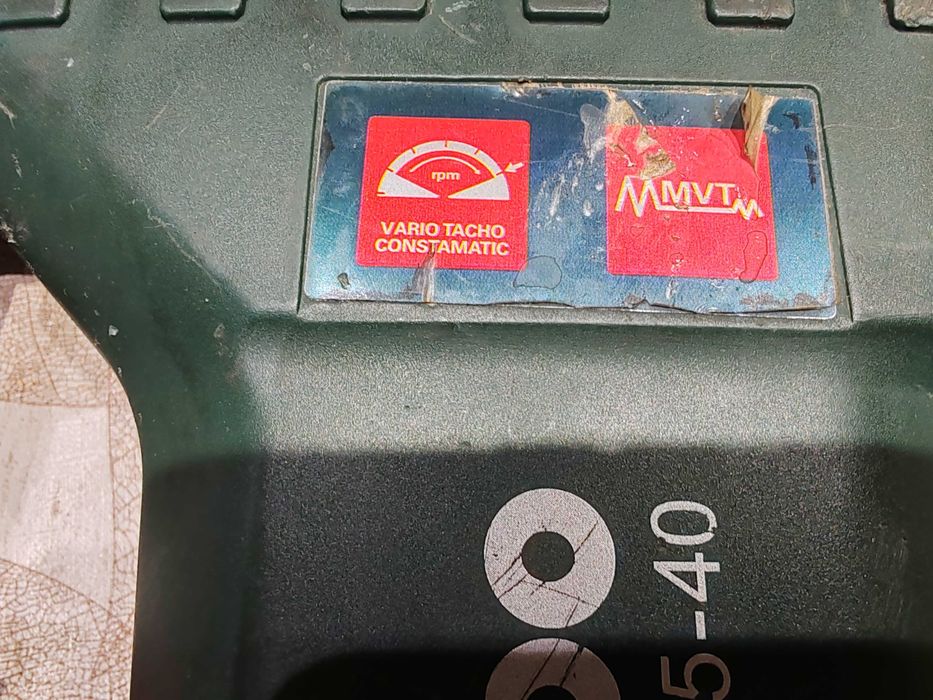 rpm
VARIO TACHO
CONSTAMATIC
MVT
5-40